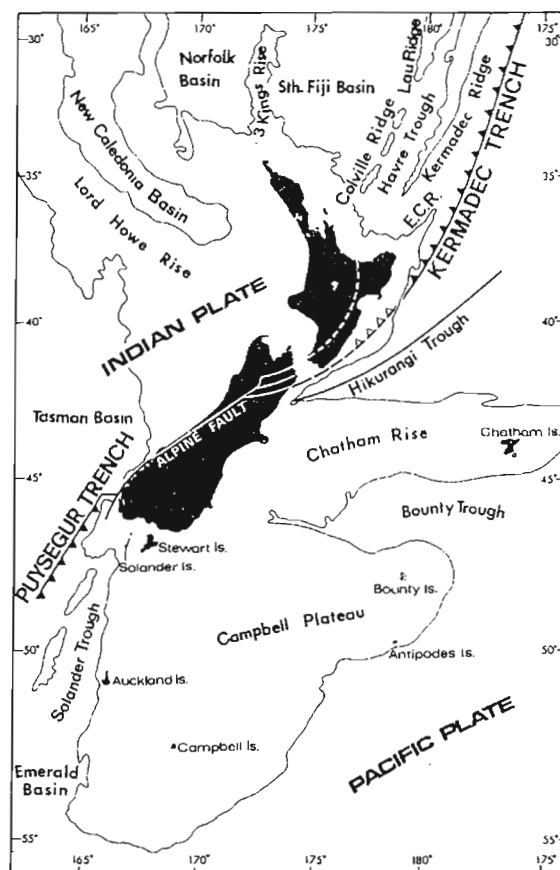 165°
170°
175°
180°
175°
30°
30°
Norfolk
Basin
3 Kings Rise
Sth. Fiji Basin
Lau Ridge
Colville Ridge
Havre Trough
Kermadec Ridge
KERMADEC TRENCH
New Caledonia Basin
Lord Howe Rise
35°
35°
E.C.R.
INDIAN PLATE
40°
40°
Hikurangi Trough
Tasman Basin
ALPINE FAULT
Chatham Rise
Chatham Is.
45°
45°
PUYSEGUR TRENCH
Bounty Trough
Stewart Is.
Solander Is.
Bounty Is.
Campbell Plateau
Solander Trough
50°
50°
Antipodes Is.
Auckland Is.
Campbell Is.
PACIFIC PLATE
Emerald
Basin
55°
55°
165°
170°
175°
180°
175°